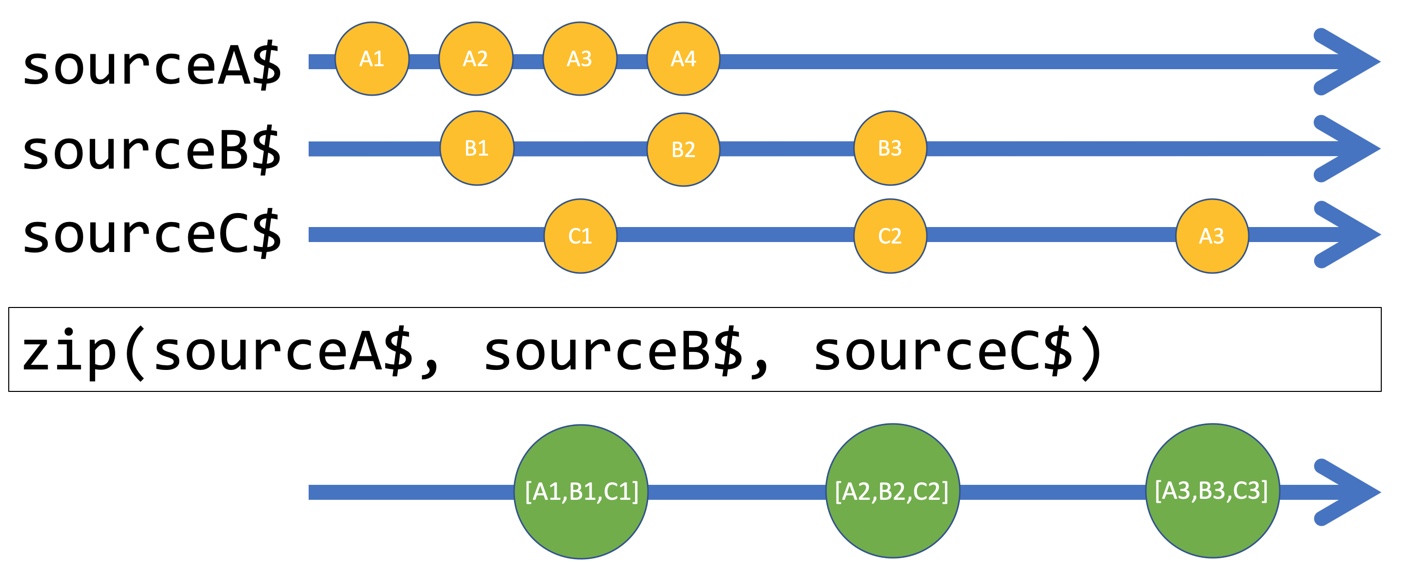 sourceA$ A1 A2 A3 A4
sourceB$ B1 B2 B3
sourceC$ C1 C2 A3
zip(sourceA$, sourceB$, sourceC$)
[A1,B1,C1] [A2,B2,C2] [A3,B3,C3]